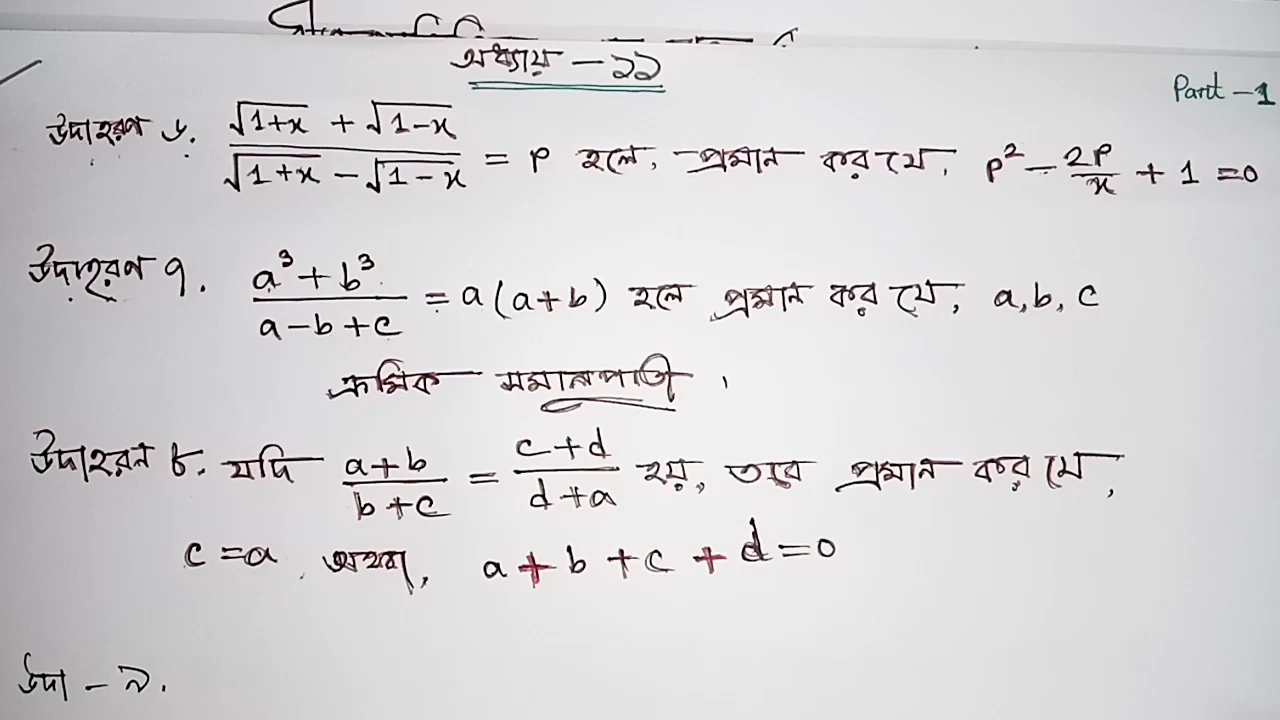 অধ্যায় - ১১
Part - 1
উদাহরণ ৬. (√(1+x) + √(1-x)) / (√(1+x) - √(1-x)) = P হলে, প্রমান কর যে, P² - 2P/x + 1 = 0
উদাহরণ ৭. (a³ + b³) / (a - b + c) = a(a+b) হলে প্রমান কর যে, a, b, c
ক্রমিক সমানুপাতী ।
উদাহরন ৮. যদি (a+b) / (b+c) = (c+d) / (d+a) হয়, তবে প্রমান কর যে,
c = a অথবা, a + b + c + d = 0
উদা - ৯.